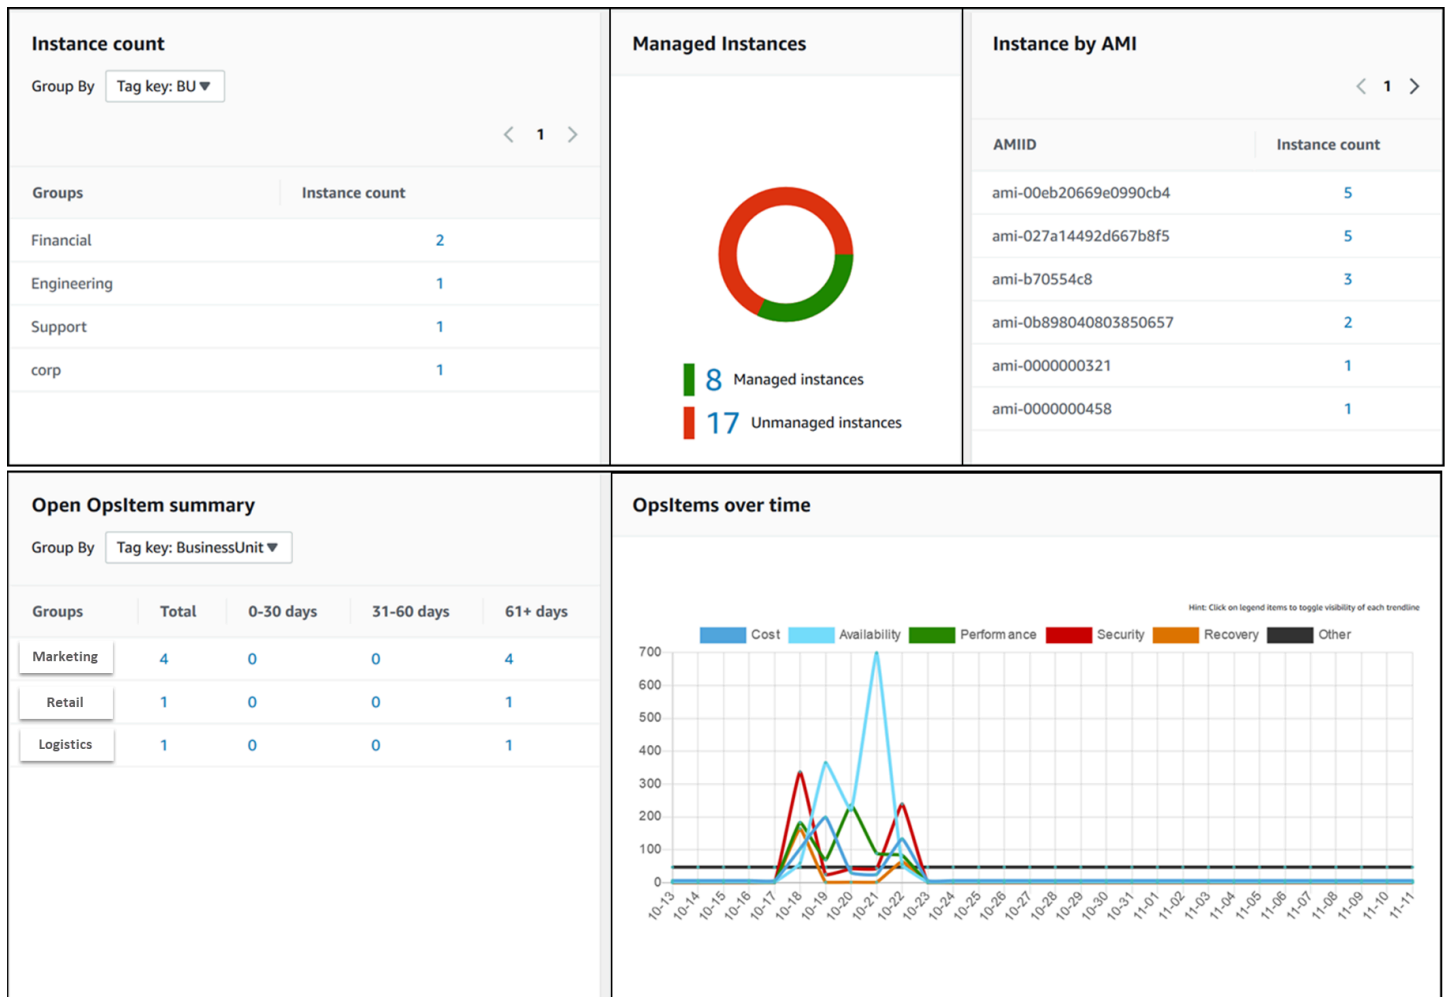 Instance count
Group By Tag key: BU
1
Groups Instance count
Financial 2
Engineering 1
Support 1
corp 1
Managed Instances
8 Managed instances
17 Unmanaged instances
Instance by AMI
1
AMIID Instance count
ami-00eb20669e0990cb4 5
ami-027a14492d667b8f5 5
ami-b70554c8 3
ami-0b898040803850657 2
ami-0000000321 1
ami-0000000458 1
Open OpsItem summary
Group By Tag key: BusinessUnit
Groups Total 0-30 days 31-60 days 61+ days
Marketing 4 0 0 4
Retail 1 0 0 1
Logistics 1 0 0 1
OpsItems over time
Hint: Click on legend items to toggle visibility of each trendline
Cost Availability Performance Security Recovery Other
700
600
500
400
300
200
100
0
10-13 10-14 10-15 10-16 10-17 10-18 10-19 10-20 10-21 10-22 10-23 10-24 10-25 10-26 10-27 10-28 10-29 10-30 10-31 11-01 11-02 11-03 11-04 11-05 11-06 11-07 11-08 11-09 11-10 11-11